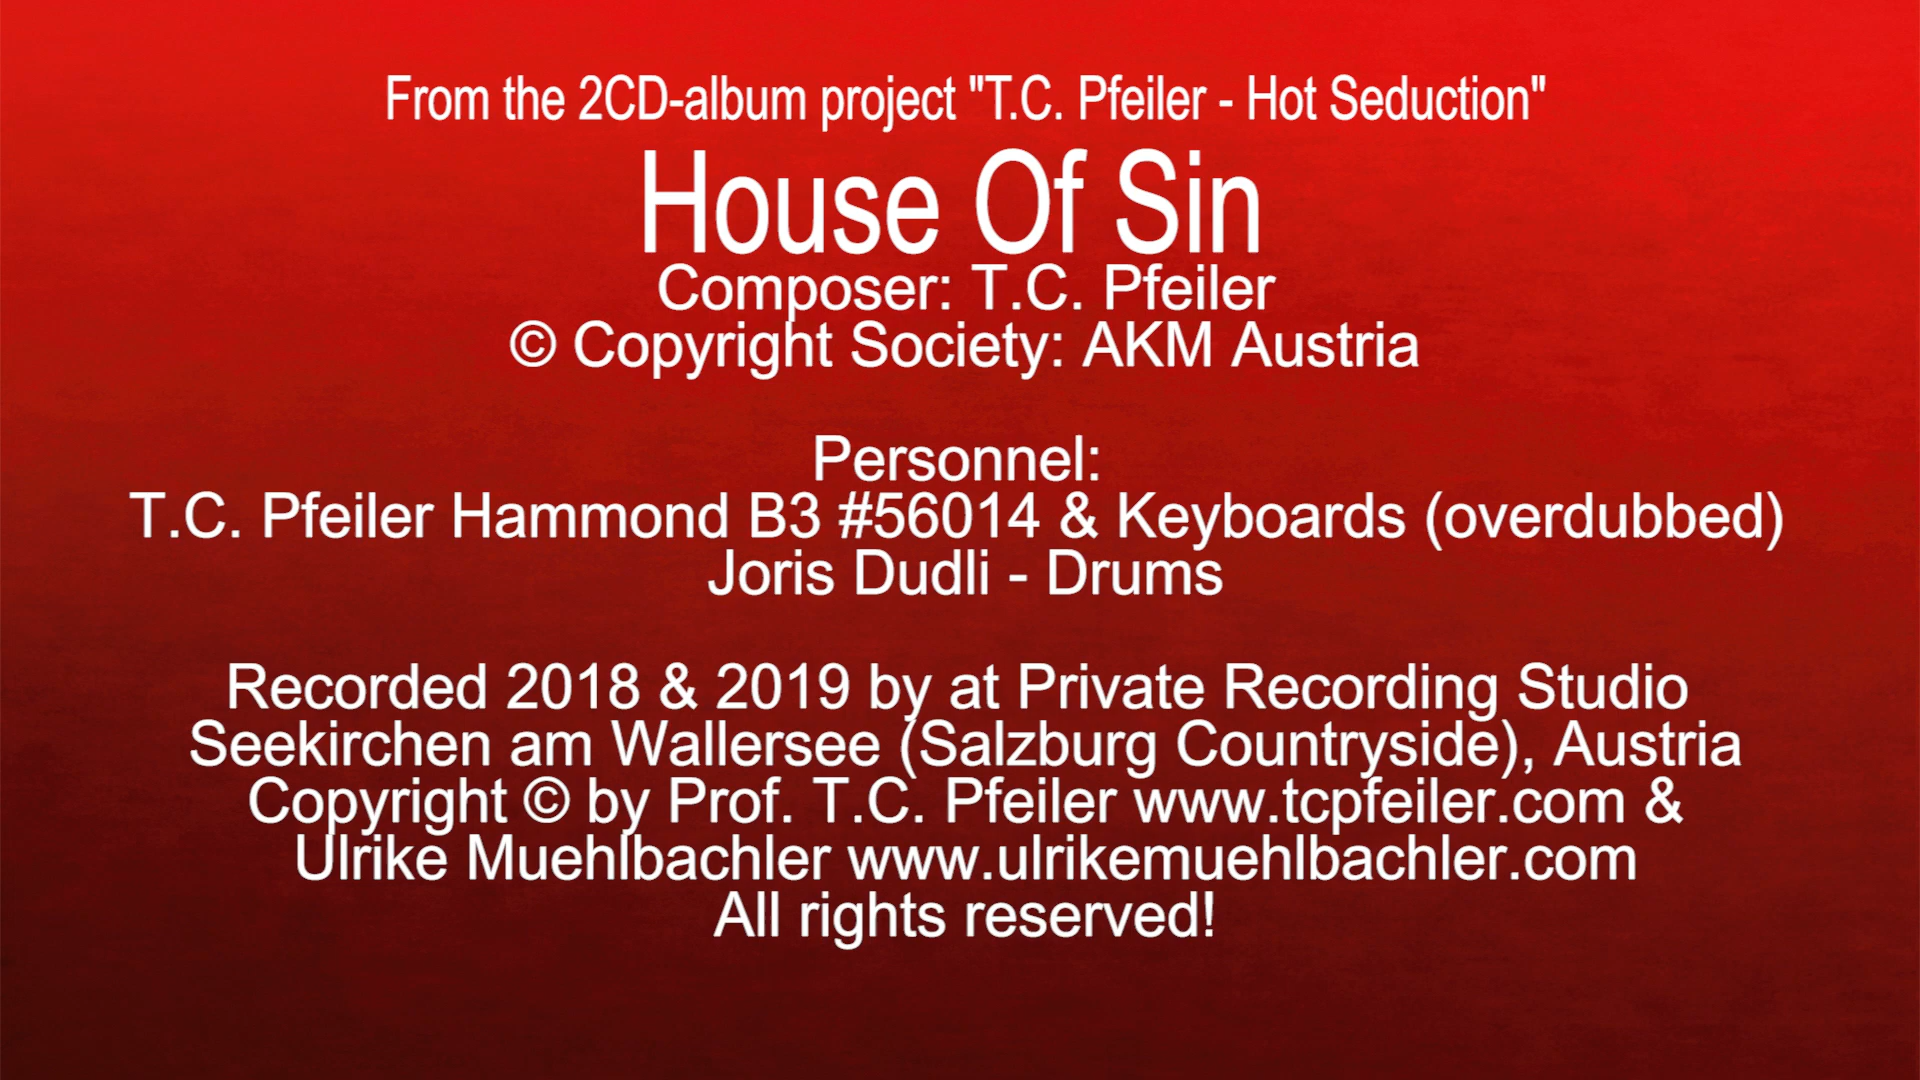 From the 2CD-album project "T.C. Pfeiler - Hot Seduction"
House Of Sin
Composer: T.C. Pfeiler
© Copyright Society: AKM Austria
Personnel:
T.C. Pfeiler Hammond B3 #56014 & Keyboards (overdubbed)
Joris Dudli - Drums
Recorded 2018 & 2019 by at Private Recording Studio
Seekirchen am Wallersee (Salzburg Countryside), Austria
Copyright © by Prof. T.C. Pfeiler www.tcpfeiler.com &
Ulrike Muehlbachler www.ulrikemuehlbachler.com
All rights reserved!